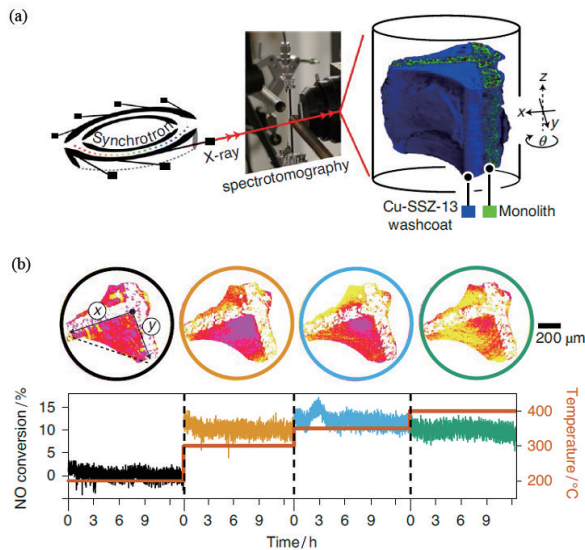 (a)
Synchrotron
X-ray
spectrotomography
z
x
y
θ
Cu-SSZ-13
washcoat
Monolith
(b)
x
y
200 μm
NO conversion / %
15
10
5
0
Temperature / °C
400
300
200
0 3 6 9 0 3 6 9 0 3 6 9 0 3 6 9
Time / h